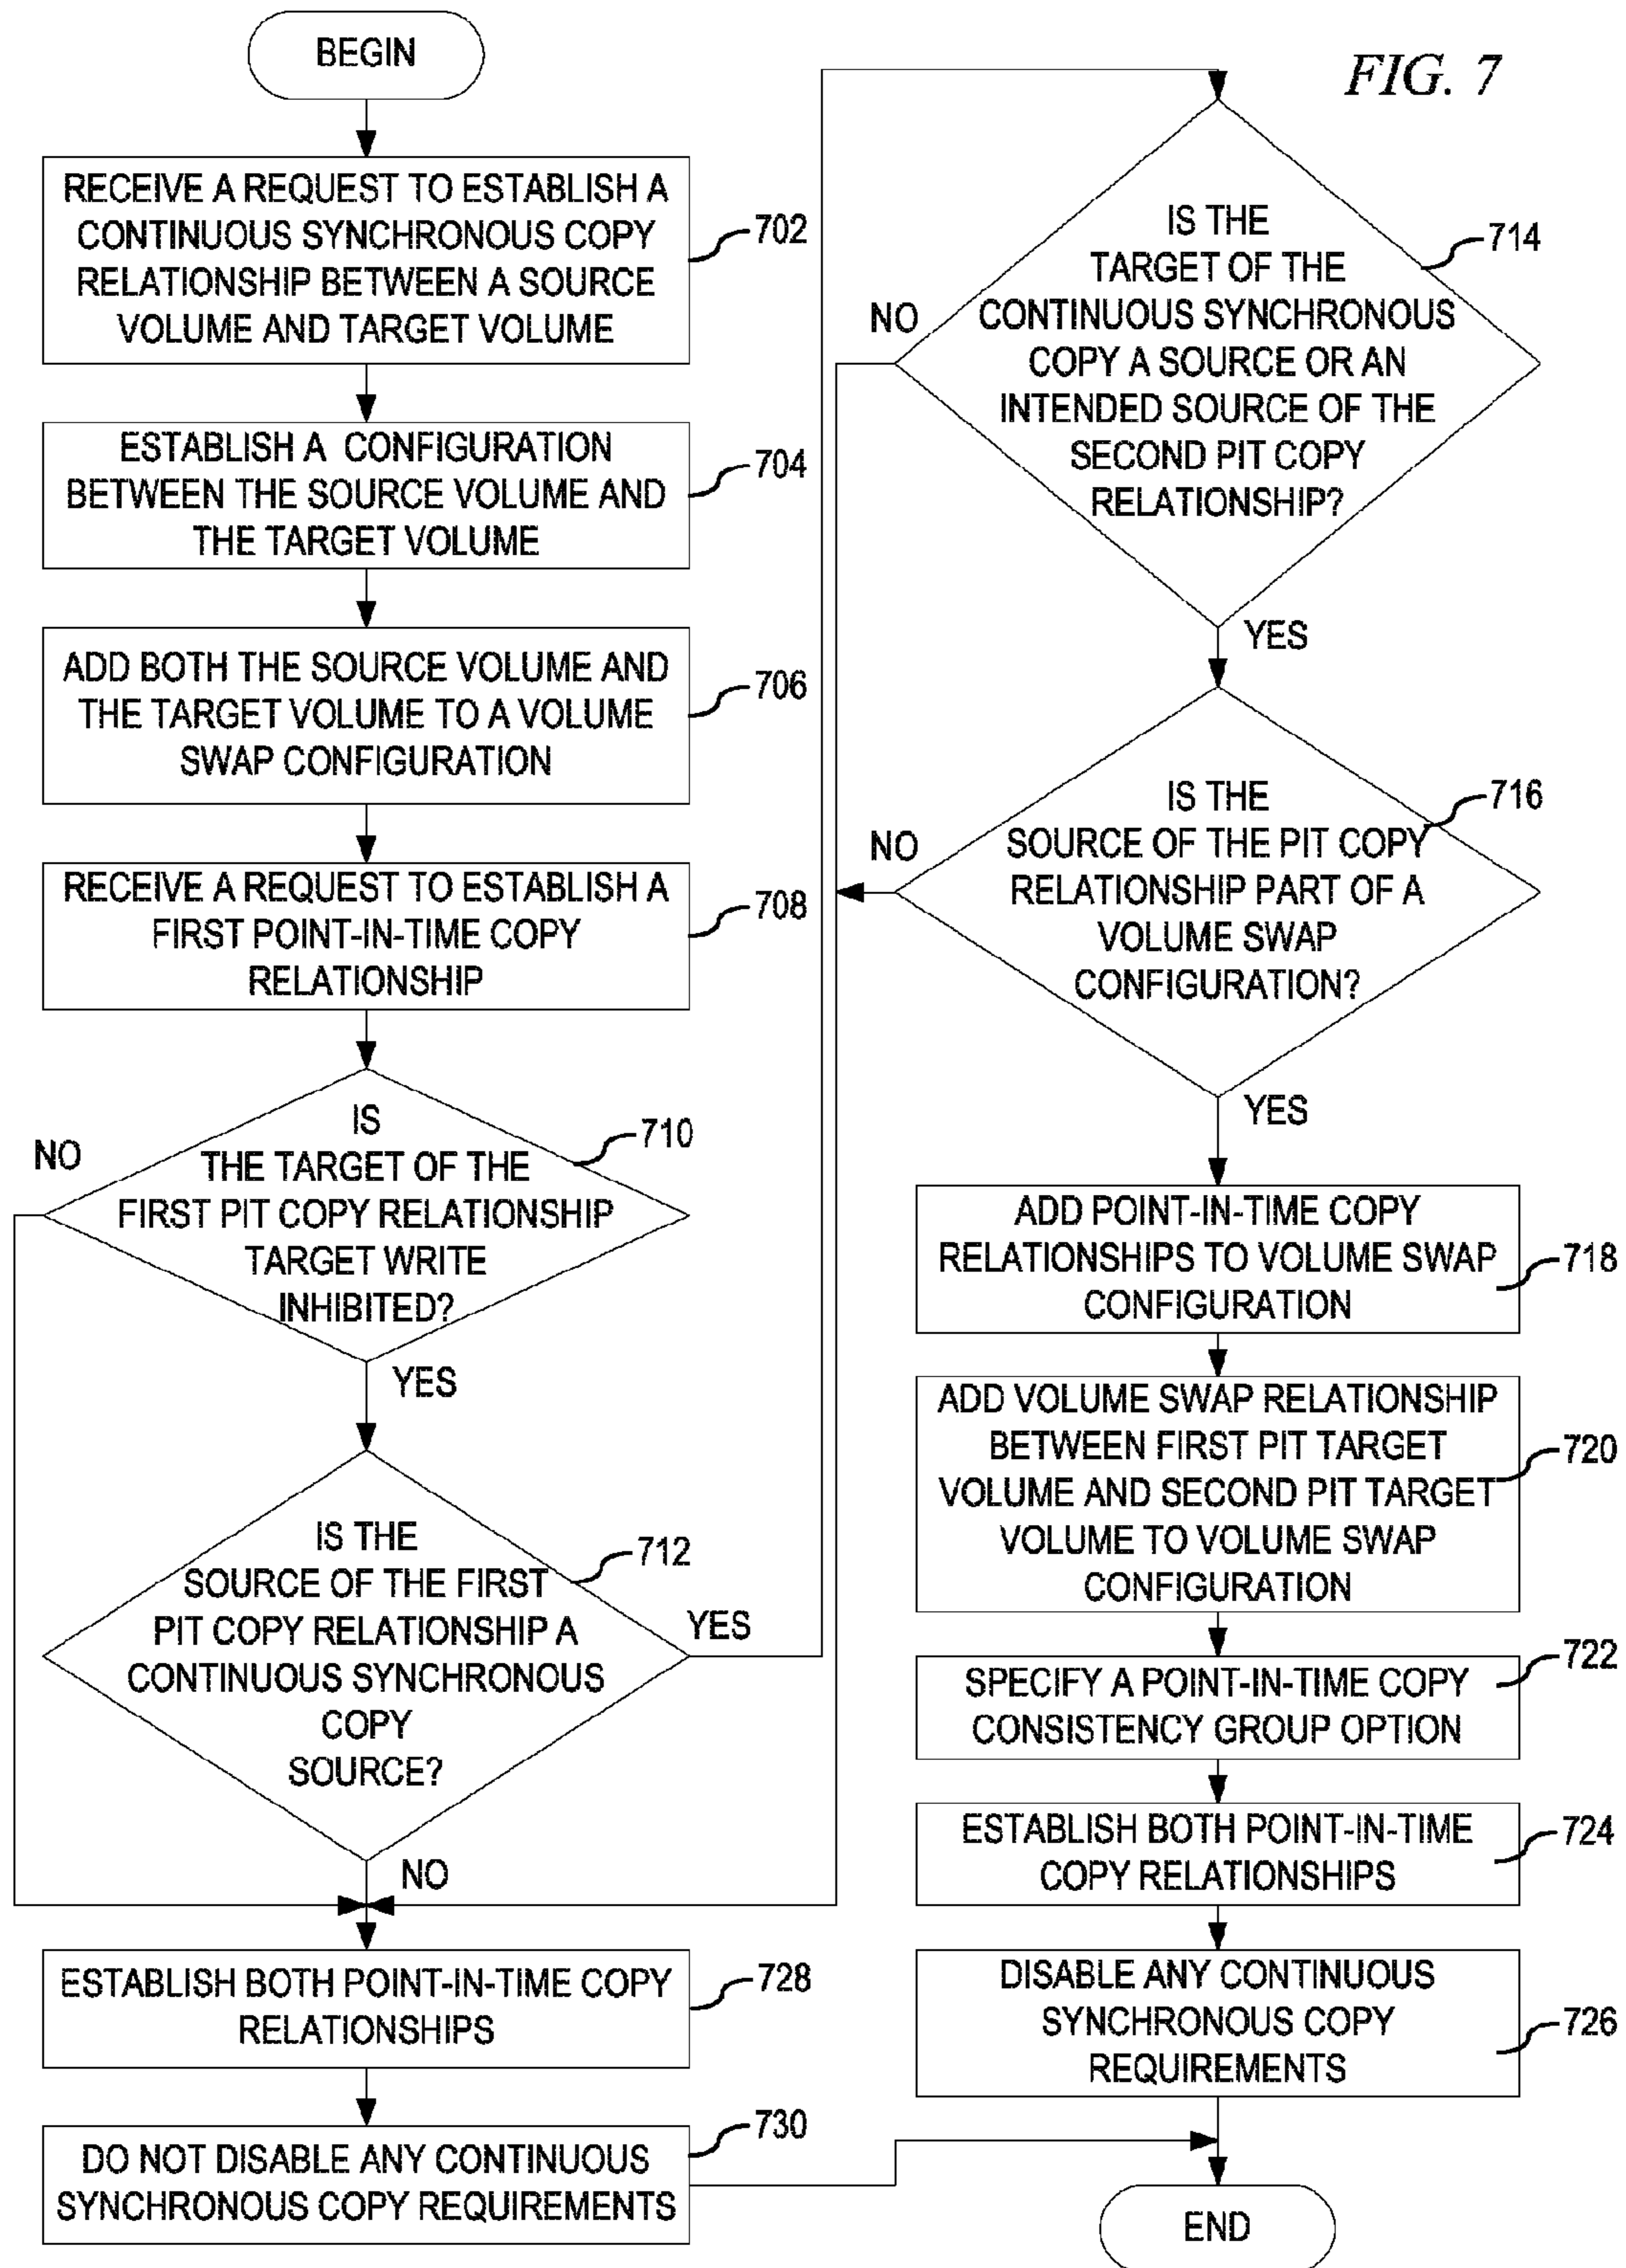 BEGIN
FIG. 7
RECEIVE A REQUEST TO ESTABLISH A
CONTINUOUS SYNCHRONOUS COPY
RELATIONSHIP BETWEEN A SOURCE
VOLUME AND TARGET VOLUME
702
ESTABLISH A CONFIGURATION
BETWEEN THE SOURCE VOLUME AND
THE TARGET VOLUME
704
ADD BOTH THE SOURCE VOLUME AND
THE TARGET VOLUME TO A VOLUME
SWAP CONFIGURATION
706
RECEIVE A REQUEST TO ESTABLISH A
FIRST POINT-IN-TIME COPY
RELATIONSHIP
708
IS
THE TARGET OF THE
FIRST PIT COPY RELATIONSHIP
TARGET WRITE
INHIBITED?
710
NO
YES
IS THE
SOURCE OF THE FIRST
PIT COPY RELATIONSHIP A
CONTINUOUS SYNCHRONOUS
COPY
SOURCE?
712
YES
NO
ESTABLISH BOTH POINT-IN-TIME COPY
RELATIONSHIPS
728
DO NOT DISABLE ANY CONTINUOUS
SYNCHRONOUS COPY REQUIREMENTS
730
IS THE
TARGET OF THE
CONTINUOUS SYNCHRONOUS
COPY A SOURCE OR AN
INTENDED SOURCE OF THE
SECOND PIT COPY
RELATIONSHIP?
714
NO
YES
IS THE
SOURCE OF THE PIT COPY
RELATIONSHIP PART OF A
VOLUME SWAP
CONFIGURATION?
716
NO
YES
ADD POINT-IN-TIME COPY
RELATIONSHIPS TO VOLUME SWAP
CONFIGURATION
718
ADD VOLUME SWAP RELATIONSHIP
BETWEEN FIRST PIT TARGET
VOLUME AND SECOND PIT TARGET
VOLUME TO VOLUME SWAP
CONFIGURATION
720
SPECIFY A POINT-IN-TIME COPY
CONSISTENCY GROUP OPTION
722
ESTABLISH BOTH POINT-IN-TIME
COPY RELATIONSHIPS
724
DISABLE ANY CONTINUOUS
SYNCHRONOUS COPY
REQUIREMENTS
726
END